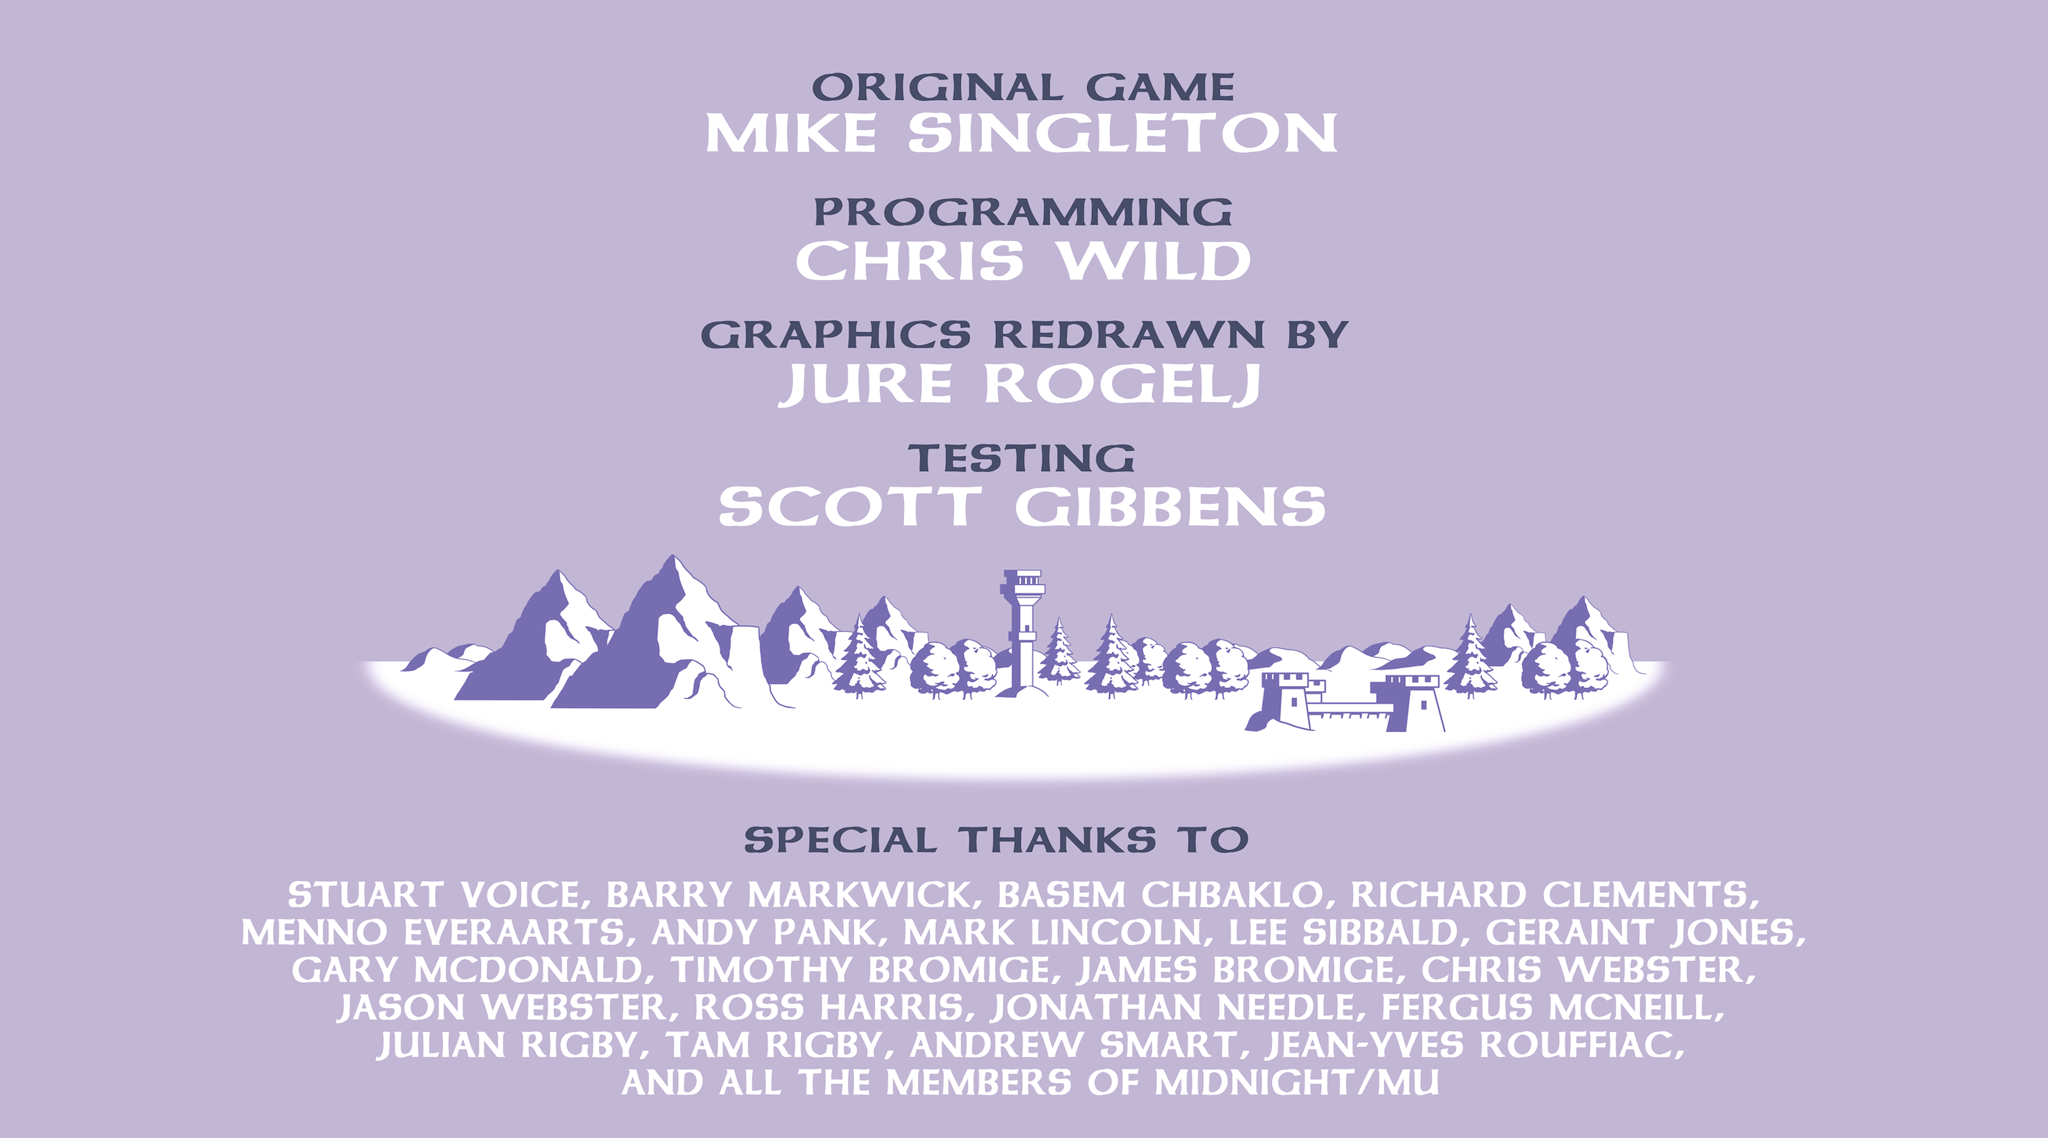 ORIGINAL GAME
MIKE SINGLETON
PROGRAMMING
CHRIS WILD
GRAPHICS REDRAWN BY
JURE ROGELJ
TESTING
SCOTT GIBBENS
SPECIAL THANKS TO
STUART VOICE, BARRY MARKWICK, BASEM CHBAKLO, RICHARD CLEMENTS,
MENNO EVERAARTS, ANDY PANK, MARK LINCOLN, LEE SIBBALD, GERAINT JONES,
GARY MCDONALD, TIMOTHY BROMIGE, JAMES BROMIGE, CHRIS WEBSTER,
JASON WEBSTER, ROSS HARRIS, JONATHAN NEEDLE, FERGUS MCNEILL,
JULIAN RIGBY, TAM RIGBY, ANDREW SMART, JEAN-YVES ROUFFIAC,
AND ALL THE MEMBERS OF MIDNIGHT/MU